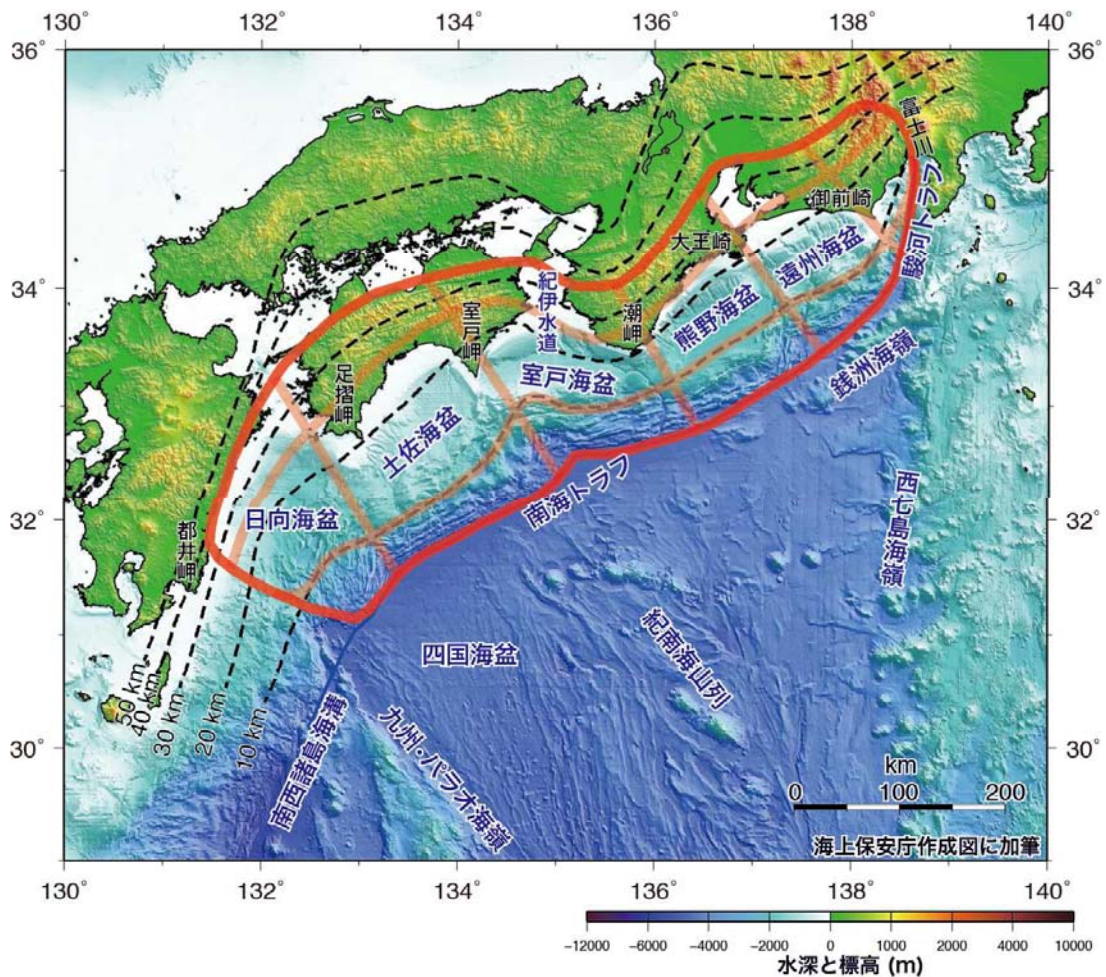 130°
132°
134°
136°
138°
140°
36°
36°
富士川
駿河トラフ
御前崎
大王崎
遠州海盆
34°
34°
紀伊水道
潮岬
熊野海盆
室戸岬
銭洲海嶺
室戸海盆
足摺岬
土佐海盆
南海トラフ
西七島海嶺
32°
32°
日向海盆
都井岬
紀南海山列
四国海盆
50 km
40 km
30 km
20 km
10 km
30°
30°
南西諸島海溝
九州・パラオ海嶺
km
0
100
200
海上保安庁作成図に加筆
130°
132°
134°
136°
138°
140°
-12000
-6000
-4000
-2000
0
1000
2000
4000
10000
水深と標高 (m)